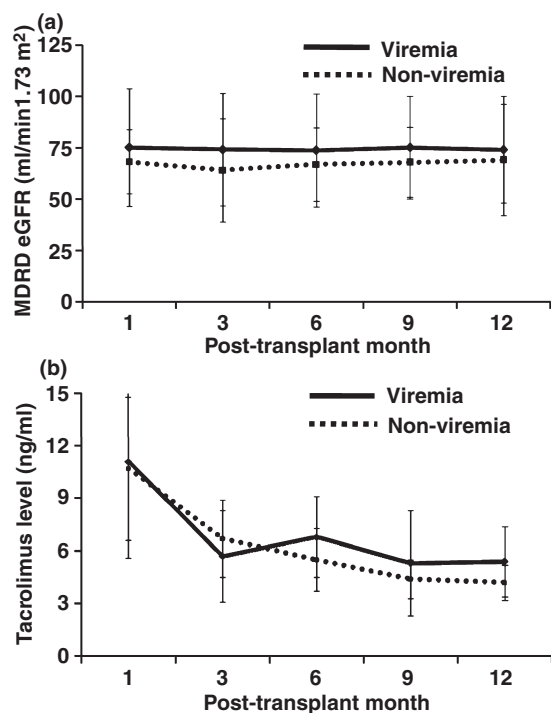 (a)
125
100
75
50
25
0
MDRD eGFR (ml/min1.73 m²)
Viremia
Non-viremia
1 3 6 9 12
Post-transplant month
(b)
15
12
9
6
3
0
Tacrolimus level (ng/ml)
Viremia
Non-viremia
1 3 6 9 12
Post-transplant month